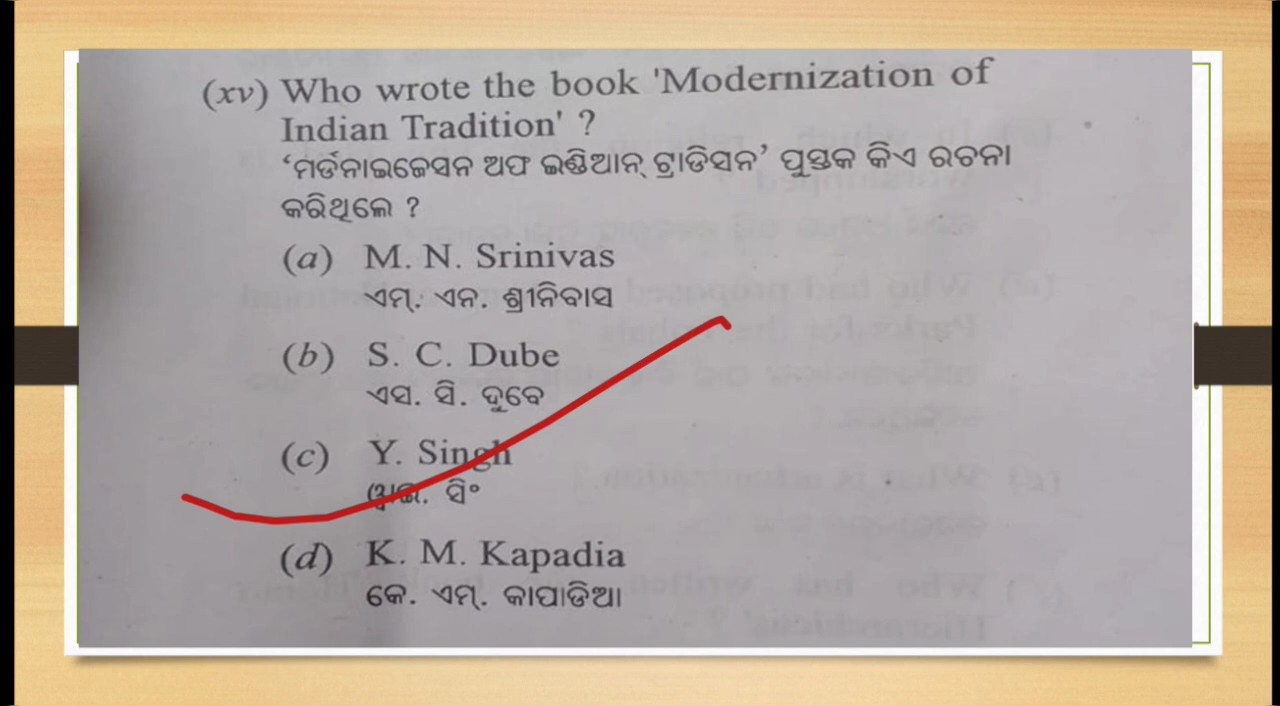 (xv) Who wrote the book 'Modernization of
Indian Tradition' ?
‘ମର୍ଡନାଇଜେସନ ଅଫ ଇଣ୍ଡିଆନ୍ ଟ୍ରାଡିସନ’ ପୁସ୍ତକ କିଏ ରଚନା
କରିଥିଲେ ?
(a) M. N. Srinivas
ଏମ୍. ଏନ. ଶ୍ରୀନିବାସ
(b) S. C. Dube
ଏସ. ସି. ଦୁବେ
(c) Y. Singh
ୱାଇ. ସିଂ
(d) K. M. Kapadia
କେ. ଏମ୍. କାପାଡିଆ